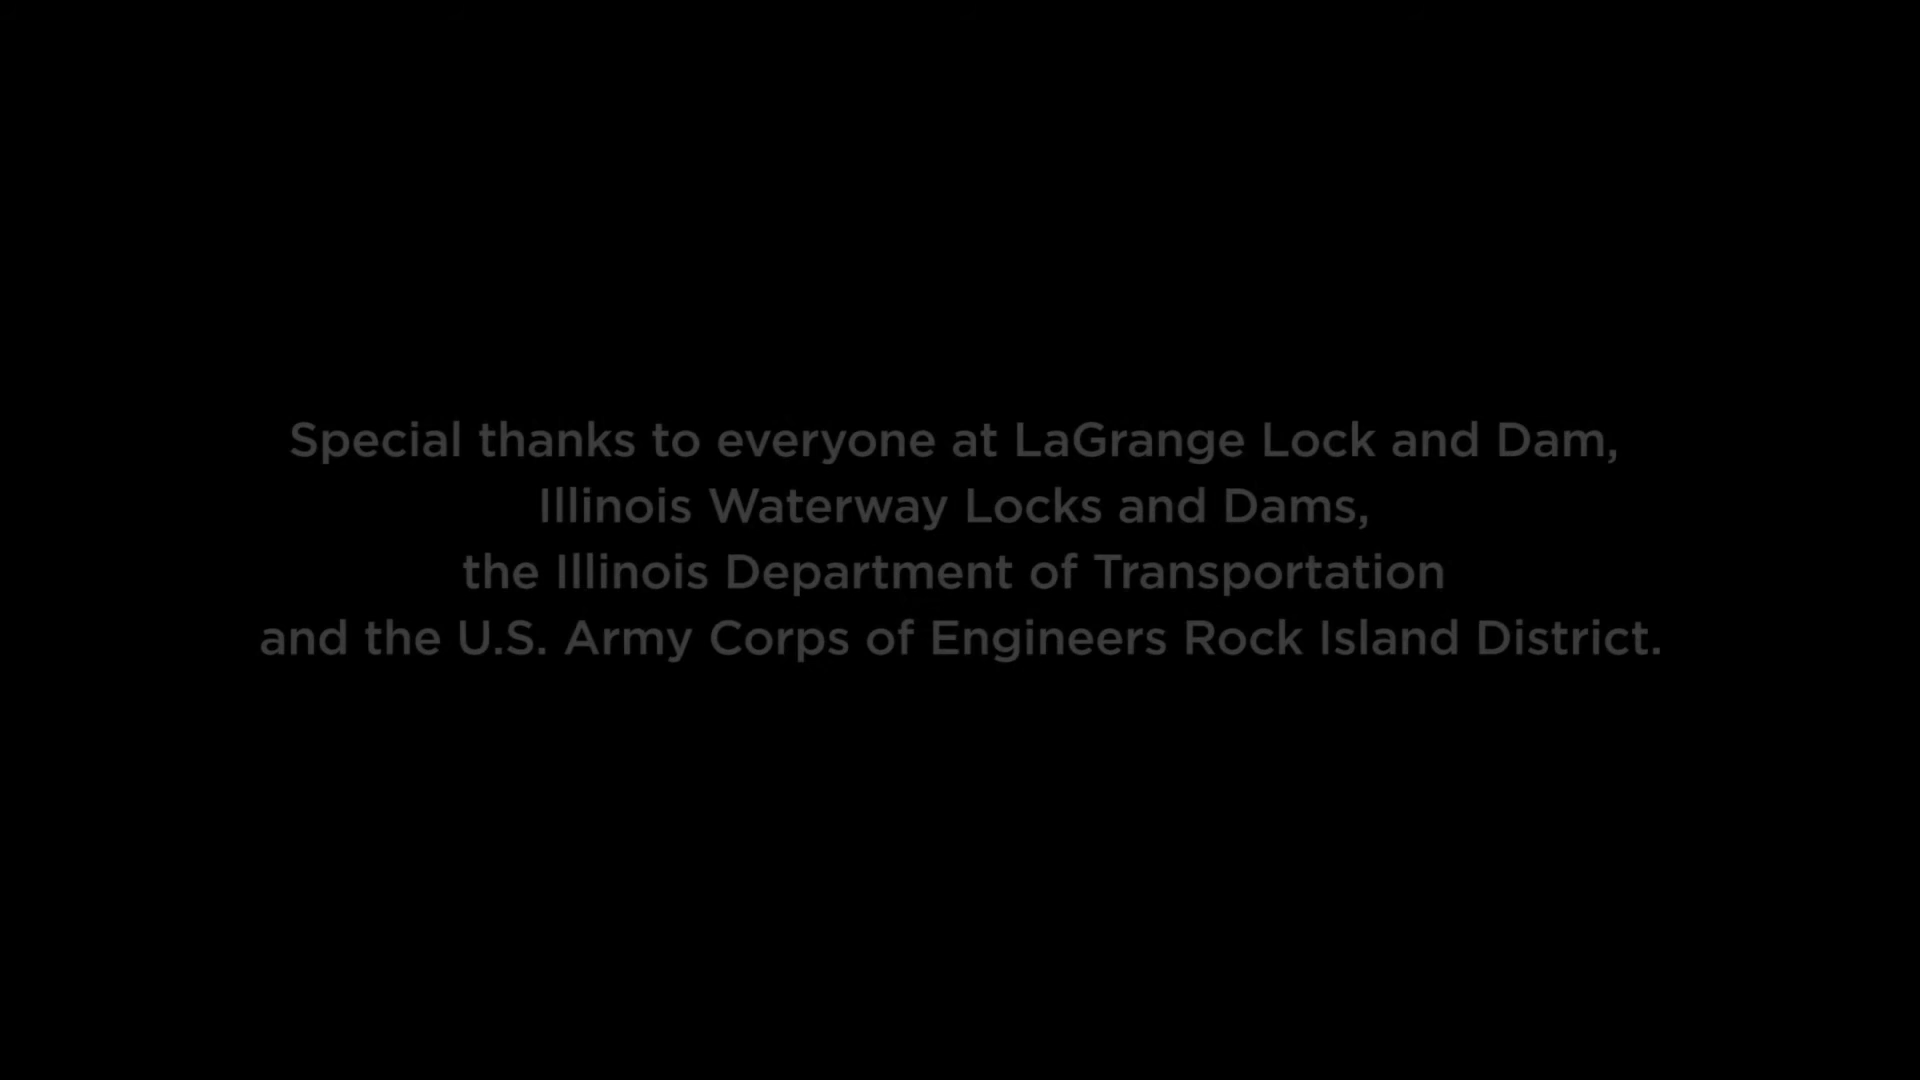 Special thanks to everyone at LaGrange Lock and Dam,
Illinois Waterway Locks and Dams,
the Illinois Department of Transportation
and the U.S. Army Corps of Engineers Rock Island District.